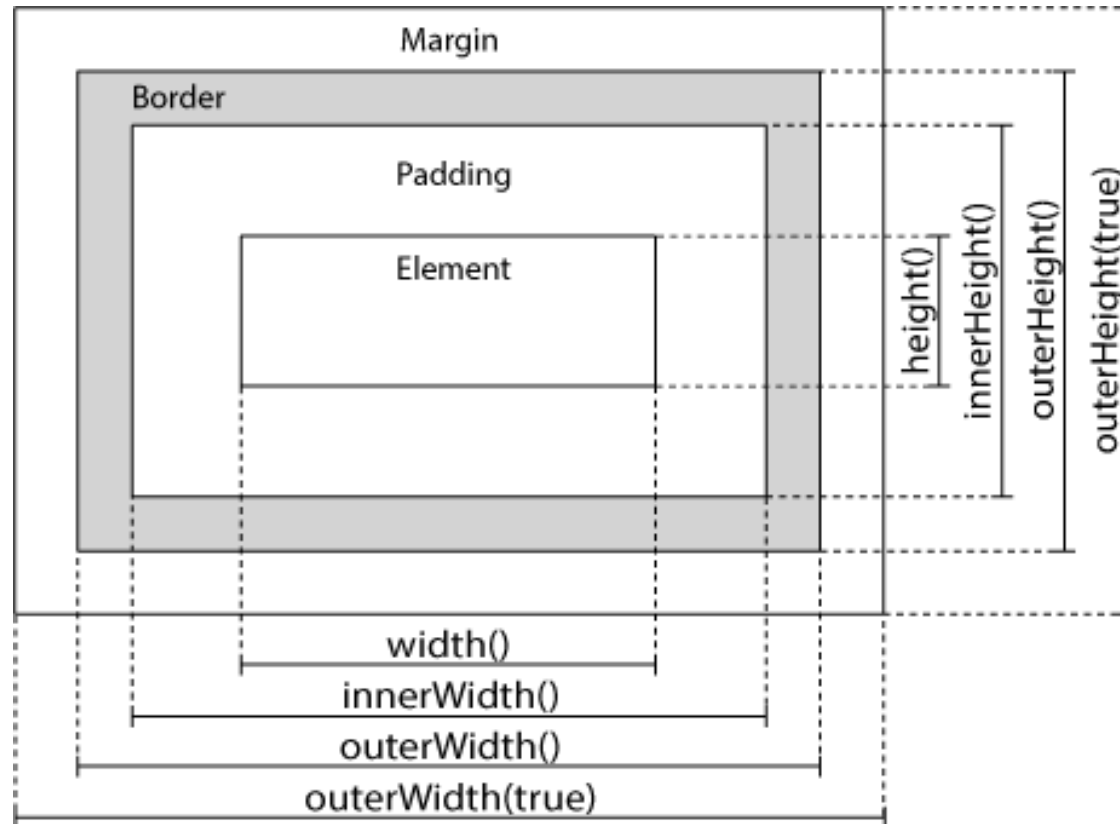 Margin
Border
Padding
Element
height()
innerHeight()
outerHeight()
outerHeight(true)
width()
innerWidth()
outerWidth()
outerWidth(true)